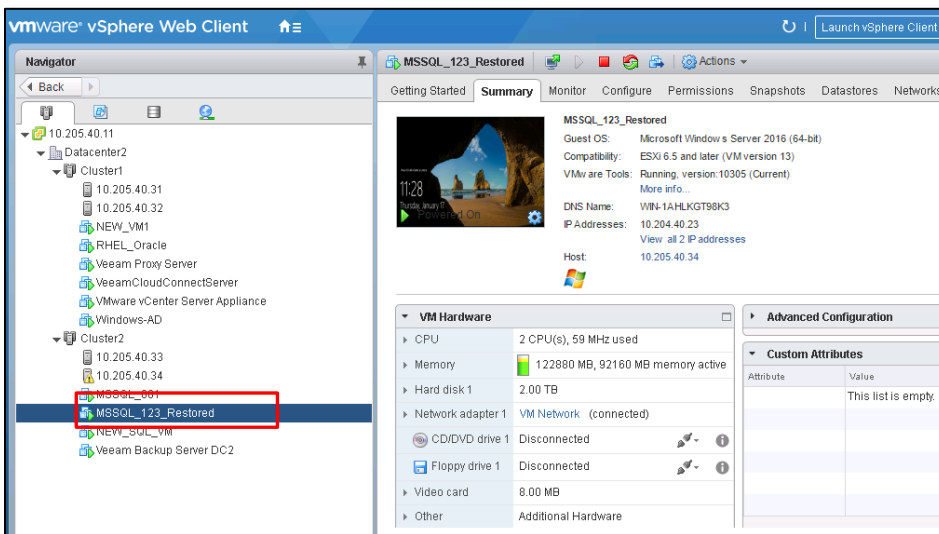 vmware® vSphere Web Client
Launch vSphere Client
Navigator
Back
10.205.40.11
Datacenter2
Cluster1
10.205.40.31
10.205.40.32
NEW_VM1
RHEL_Oracle
Veeam Proxy Server
VeeamCloudConnectServer
VMware vCenter Server Appliance
Windows-AD
Cluster2
10.205.40.33
10.205.40.34
MSSQL_001
MSSQL_123_Restored
NEW_SQL_VM
Veeam Backup Server DC2
MSSQL_123_Restored
Actions
Getting Started Summary Monitor Configure Permissions Snapshots Datastores Networks
11:28
Thursday, January 17
Powered On
MSSQL_123_Restored
Guest OS: Microsoft Windows Server 2016 (64-bit)
Compatibility: ESXi 6.5 and later (VM version 13)
VMware Tools: Running, version:10305 (Current)
More info...
DNS Name: WIN-1AHLKGT98K3
IP Addresses: 10.204.40.23
View all 2 IP addresses
Host: 10.205.40.34
VM Hardware
CPU 2 CPU(s), 59 MHz used
Memory 122880 MB, 92160 MB memory active
Hard disk 1 2.00 TB
Network adapter 1 VM Network (connected)
CD/DVD drive 1 Disconnected
Floppy drive 1 Disconnected
Video card 8.00 MB
Other Additional Hardware
Advanced Configuration
Custom Attributes
Attribute Value
This list is empty.